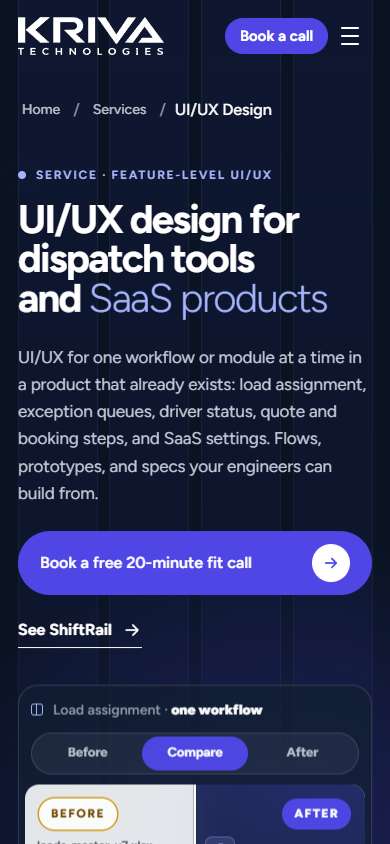 KRIVA
TECHNOLOGIES
Book a call
Home / Services / UI/UX Design
SERVICE · FEATURE-LEVEL UI/UX
UI/UX design for
dispatch tools
and SaaS products
UI/UX for one workflow or module at a time in
a product that already exists: load assignment,
exception queues, driver status, quote and
booking steps, and SaaS settings. Flows,
prototypes, and specs your engineers can
build from.
Book a free 20-minute fit call
See ShiftRail
Load assignment · one workflow
Before Compare After
BEFORE AFTER